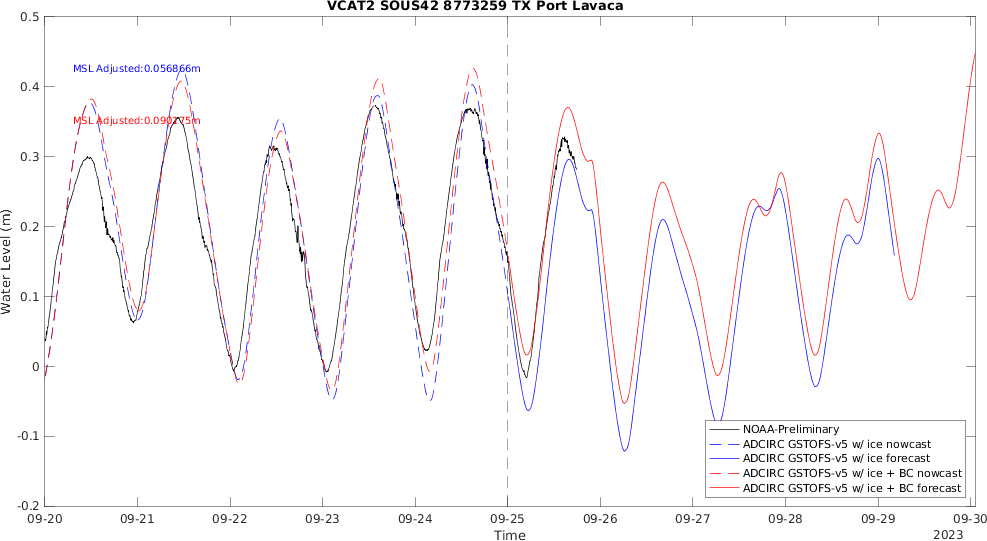 VCAT2 SOUS42 8773259 TX Port Lavaca
0.5
0.4
0.3
0.2
0.1
0
-0.1
-0.2
Water Level (m)
MSL Adjusted:0.056866m
MSL Adjusted:0.090275m
NOAA-Preliminary
ADCIRC GSTOFS-v5 w/ ice nowcast
ADCIRC GSTOFS-v5 w/ ice forecast
ADCIRC GSTOFS-v5 w/ ice + BC nowcast
ADCIRC GSTOFS-v5 w/ ice + BC forecast
09-20 09-21 09-22 09-23 09-24 09-25 09-26 09-27 09-28 09-29 09-30
Time
2023